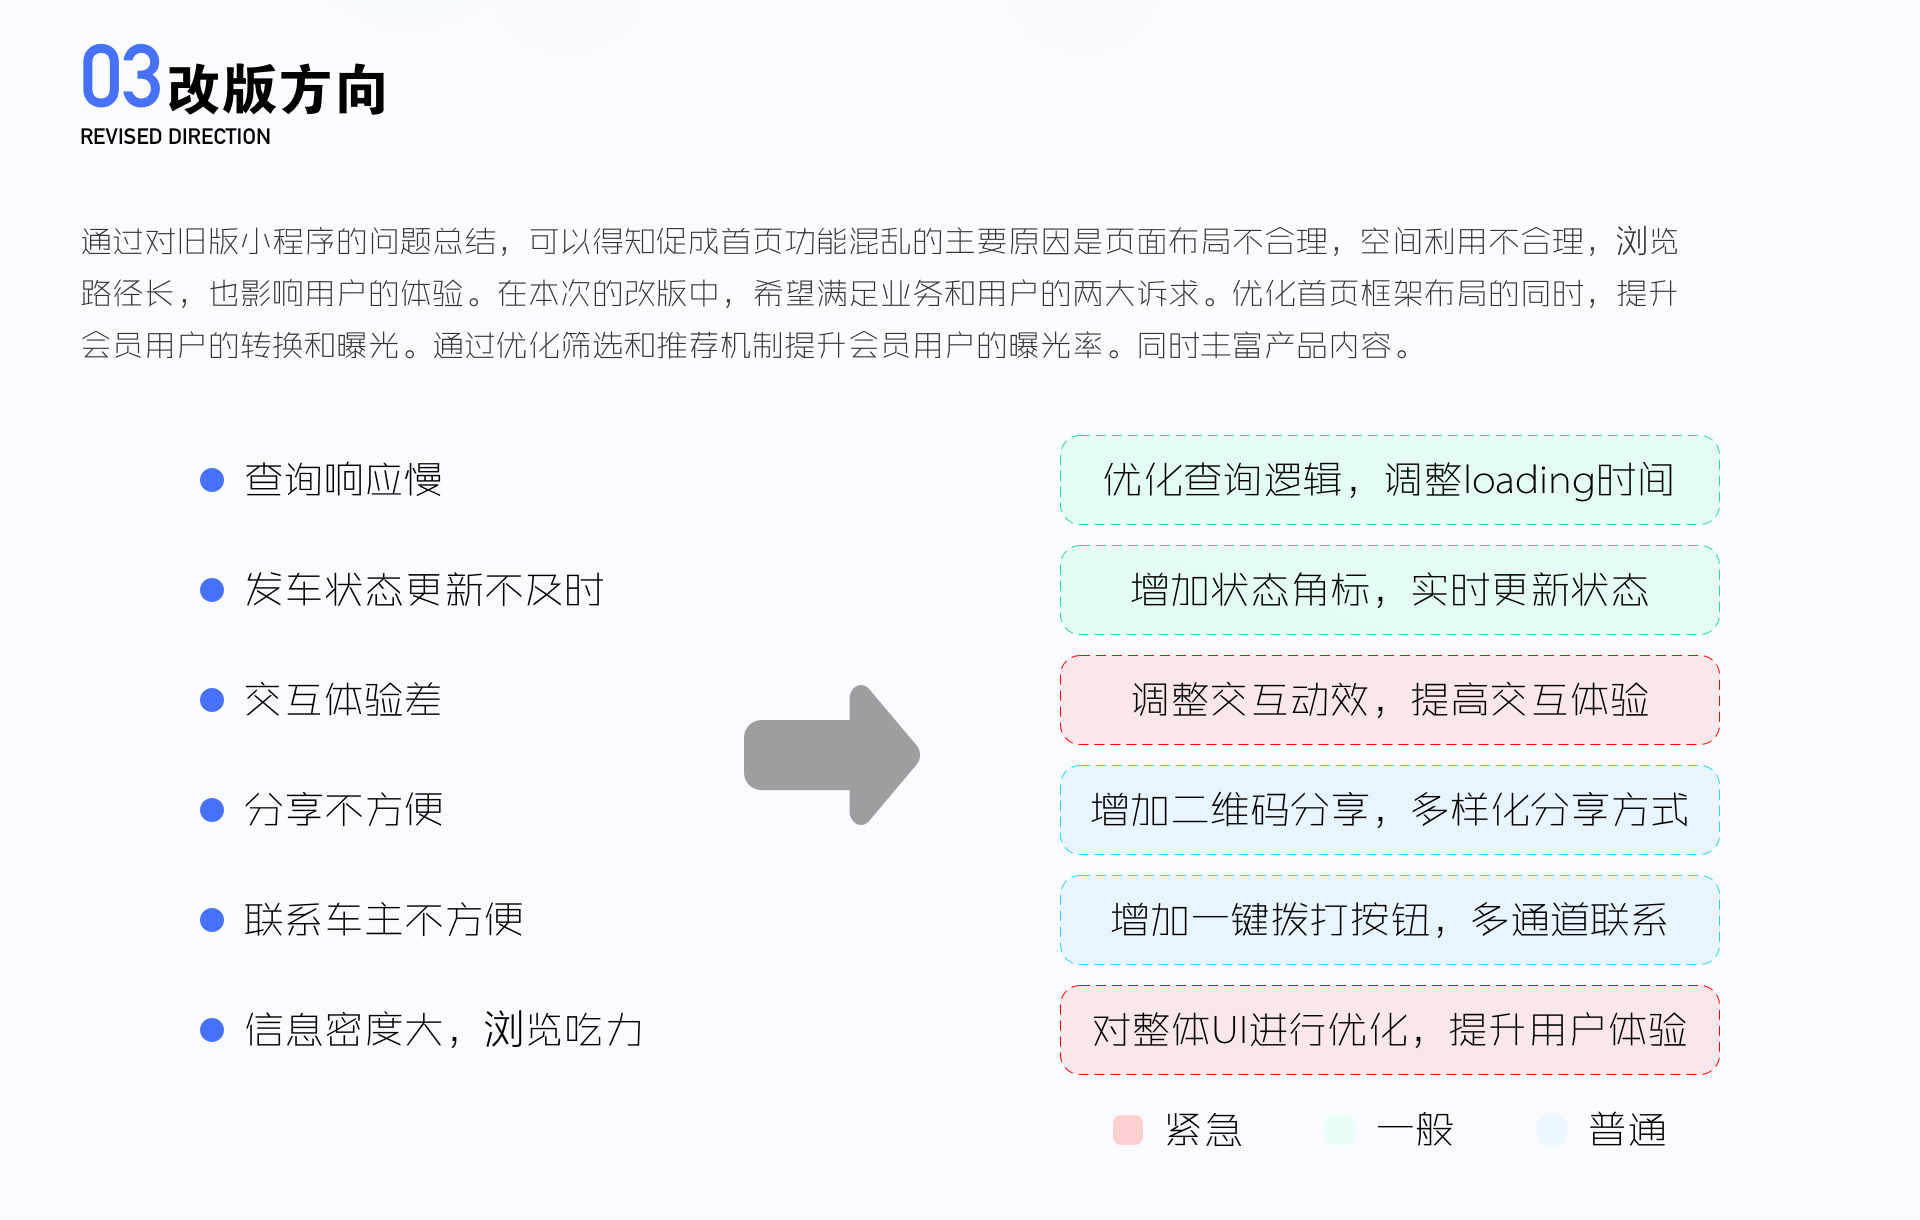 03改版方向
REVISED DIRECTION
通过对旧版小程序的问题总结，可以得知促成首页功能混乱的主要原因是页面布局不合理，空间利用不合理，浏览
路径长，也影响用户的体验。在本次的改版中，希望满足业务和用户的两大诉求。优化首页框架布局的同时，提升
会员用户的转换和曝光。通过优化筛选和推荐机制提升会员用户的曝光率。同时丰富产品内容。
查询响应慢
优化查询逻辑，调整loading时间
发车状态更新不及时
增加状态角标，实时更新状态
交互体验差
调整交互动效，提高交互体验
分享不方便
增加二维码分享，多样化分享方式
联系车主不方便
增加一键拨打按钮，多通道联系
信息密度大，浏览吃力
对整体UI进行优化，提升用户体验
紧急 一般 普通